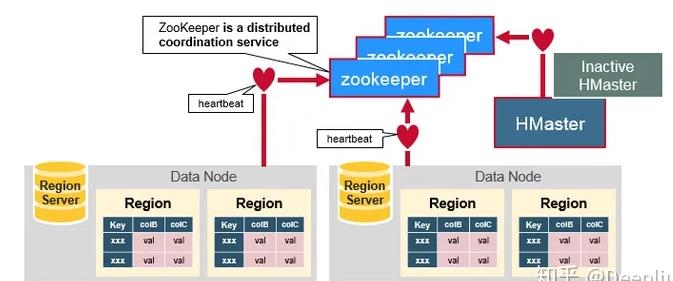 ZooKeeper is a distributed
coordination service
zookeeper
zookeeper
zookeeper
heartbeat
heartbeat
Inactive
HMaster
HMaster
Data Node
Region
Server
Region
Key colB colC
xxx val val
xxx val val
Region
Key colB colC
xxx val val
xxx val val
Data Node
Region
Server
Region
Key colB colC
xxx val val
xxx val val
Region
Key colB colC
xxx val val
xxx val val
知乎 @Deepliu